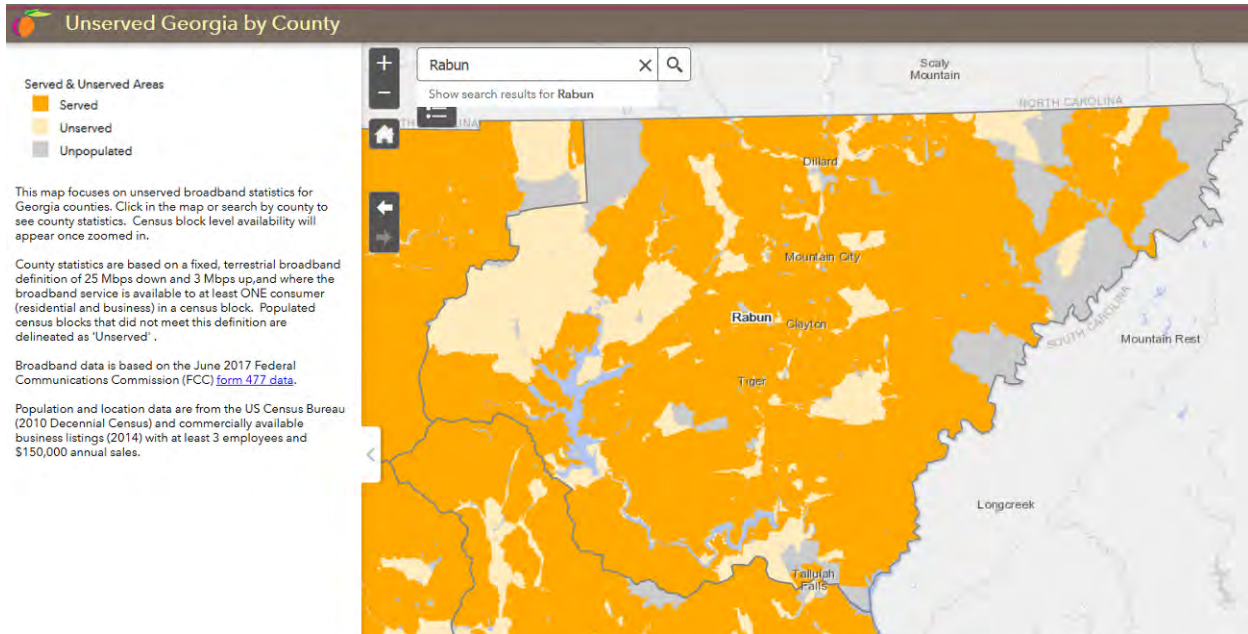 Unserved Georgia by County
Served & Unserved Areas
Served
Unserved
Unpopulated
This map focuses on unserved broadband statistics for
Georgia counties. Click in the map or search by county to
see county statistics. Census block level availability will
appear once zoomed in.
County statistics are based on a fixed, terrestrial broadband
definition of 25 Mbps down and 3 Mbps up,and where the
broadband service is available to at least ONE consumer
(residential and business) in a census block. Populated
census blocks that did not meet this definition are
delineated as 'Unserved' .
Broadband data is based on the June 2017 Federal
Communications Commission (FCC) form 477 data.
Population and location data are from the US Census Bureau
(2010 Decennial Census) and commercially available
business listings (2014) with at least 3 employees and
$150,000 annual sales.
+
−
Rabun
Show search results for Rabun
Scaly
Mountain
NORTH CAROLINA
Dillard
Mountain City
Rabun
Clayton
SOUTH CAROLINA
Mountain Rest
Tiger
Longcreek
Tallulah
Falls